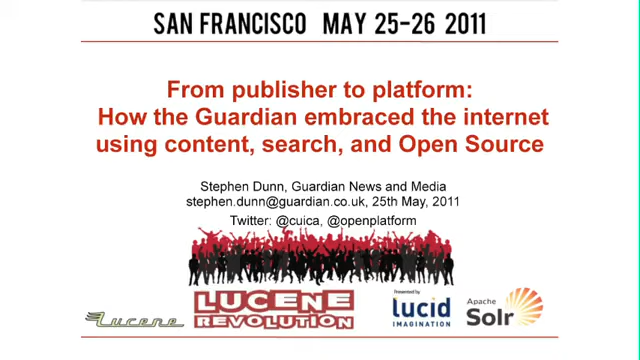 SAN FRANCISCO MAY 25-26 2011
From publisher to platform:
How the Guardian embraced the internet
using content, search, and Open Source
Stephen Dunn, Guardian News and Media
stephen.dunn@guardian.co.uk, 25th May, 2011
Twitter: @cuica, @openplatform
Lucene
LUCENE
REVOLUTION
Presented by
lucid
IMAGINATION
Apache
Solr